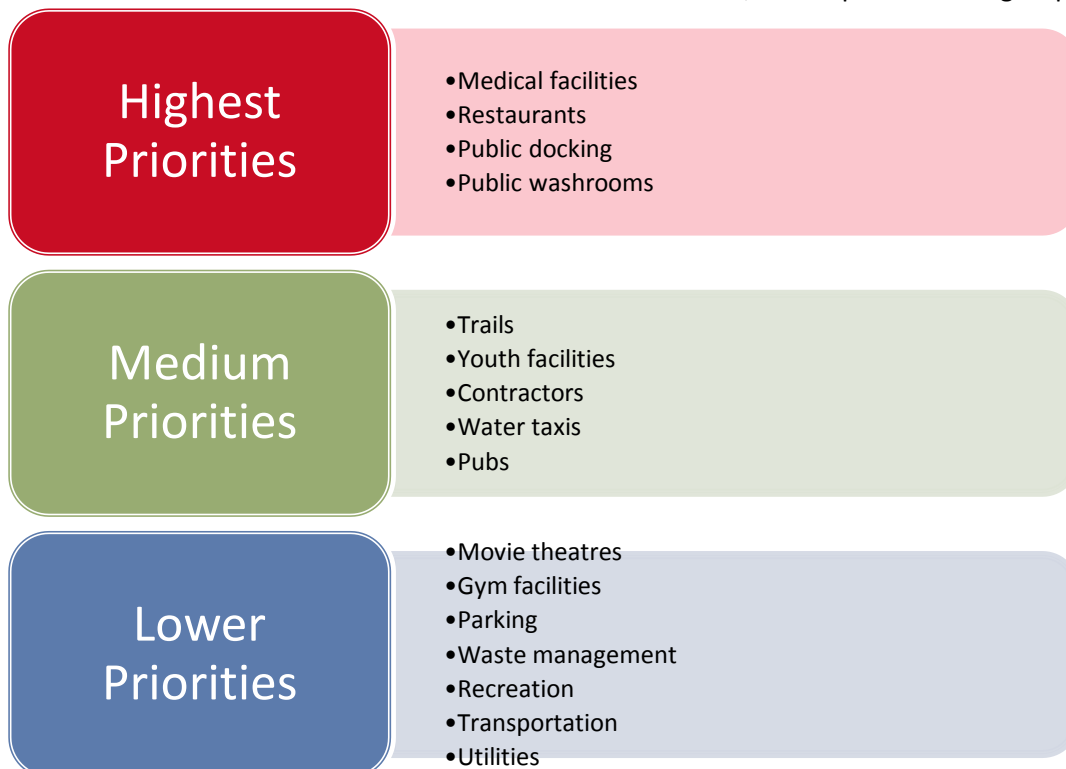 Highest
Priorities
•Medical facilities
•Restaurants
•Public docking
•Public washrooms
Medium
Priorities
•Trails
•Youth facilities
•Contractors
•Water taxis
•Pubs
Lower
Priorities
•Movie theatres
•Gym facilities
•Parking
•Waste management
•Recreation
•Transportation
•Utilities